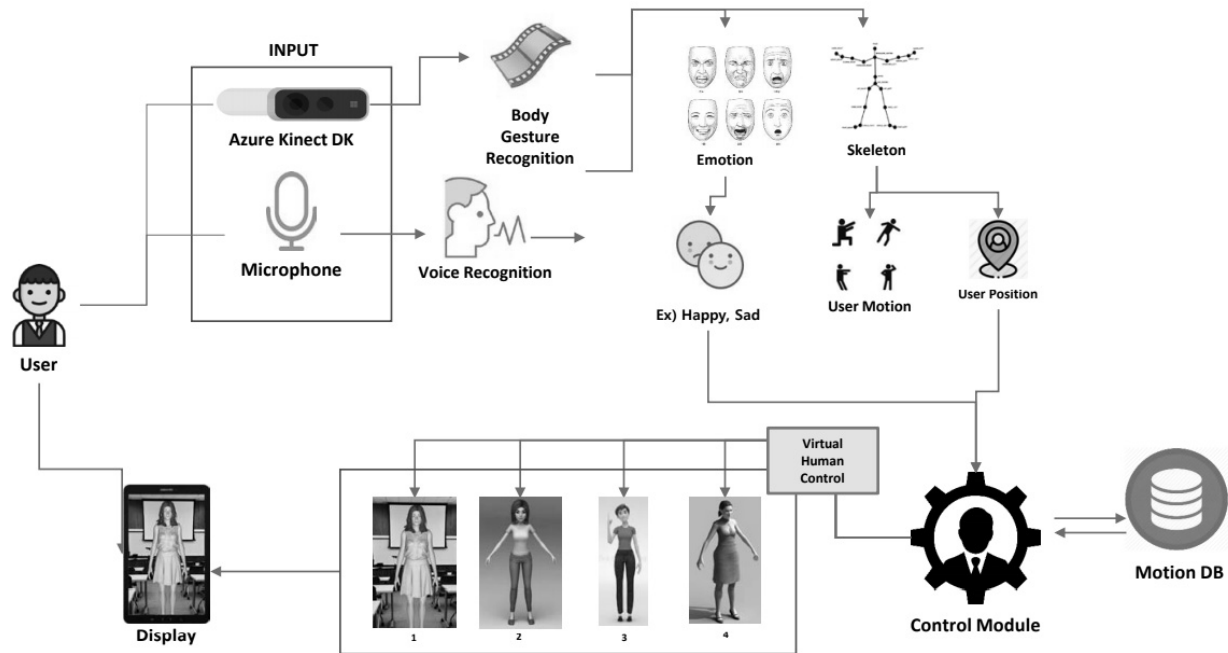 INPUT
Azure Kinect DK
Microphone
Body
Gesture
Recognition
Voice Recognition
Emotion
Skeleton
Ex) Happy, Sad
User Motion
User Position
User
Virtual
Human
Control
1
2
3
4
Display
Control Module
Motion DB